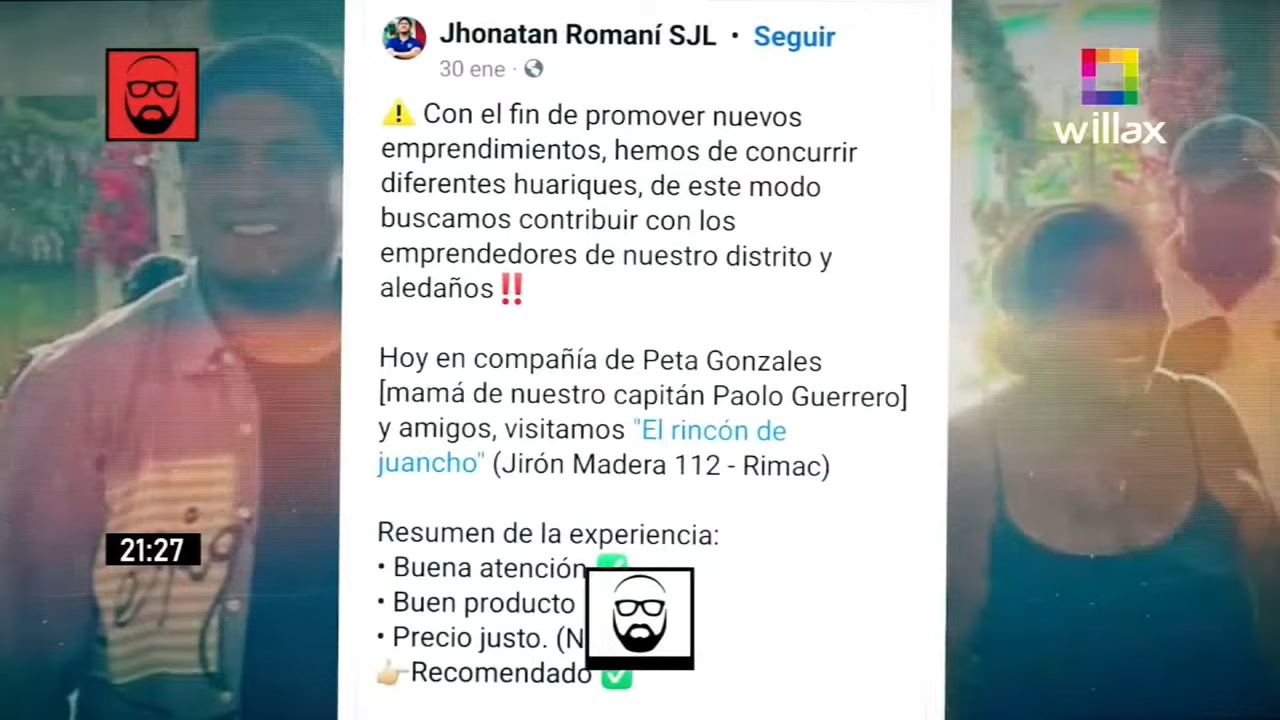 Jhonatan Romaní SJL · Seguir
30 ene ·
willax
⚠️ Con el fin de promover nuevos
emprendimientos, hemos de concurrir
diferentes huariques, de este modo
buscamos contribuir con los
emprendedores de nuestro distrito y
aledaños‼️
Hoy en compañía de Peta Gonzales
[mamá de nuestro capitán Paolo Guerrero]
y amigos, visitamos "El rincón de
juancho" (Jirón Madera 112 - Rimac)
Resumen de la experiencia:
• Buena atención ✅
• Buen producto
• Precio justo. (N
👉Recomendado ✅
21:27